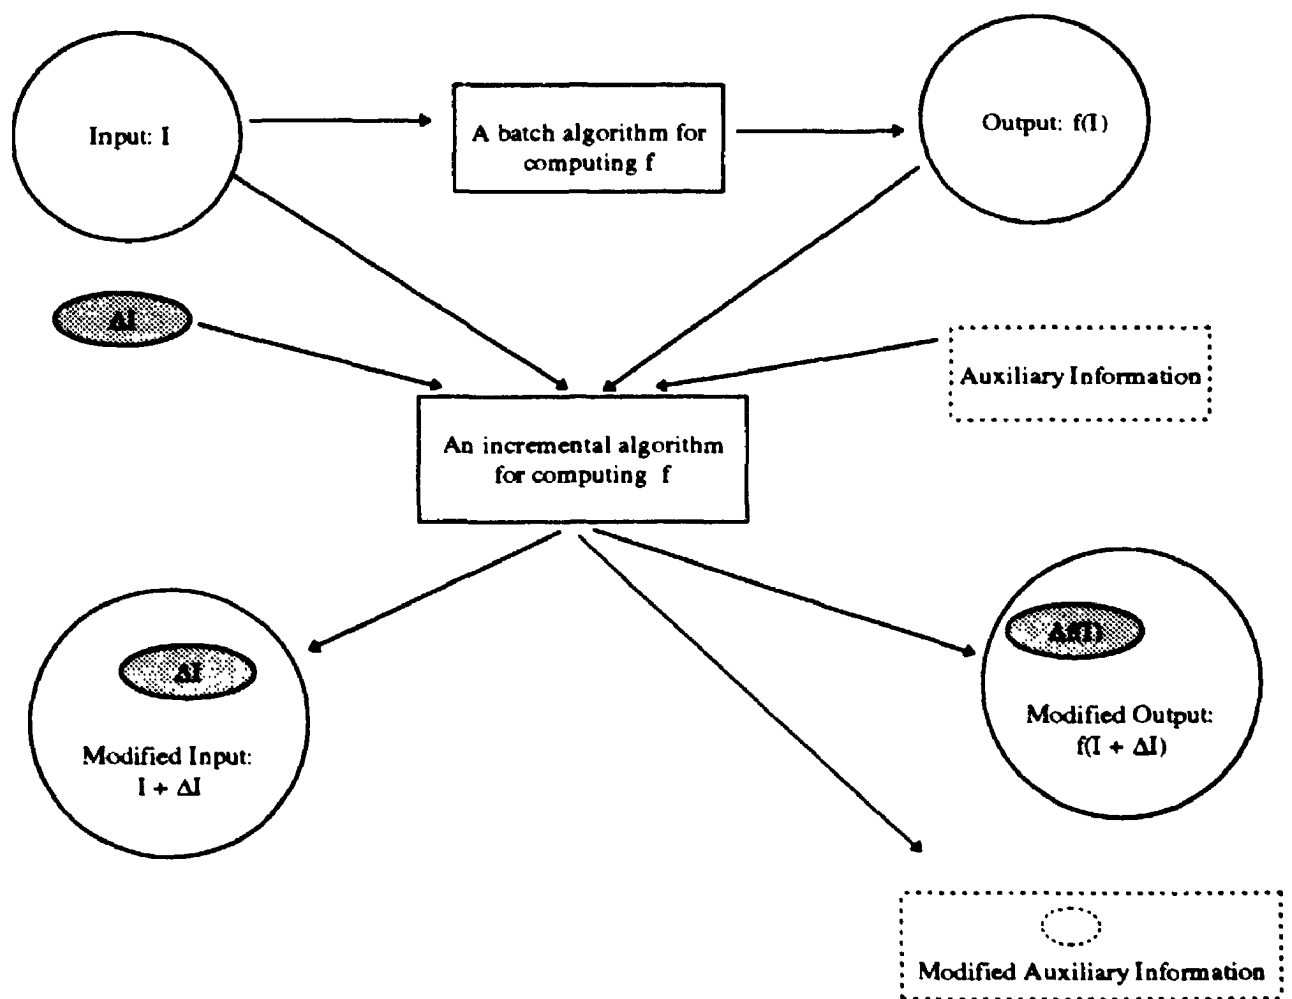 Input: I
A batch algorithm for
computing f
Output: f(I)
ΔI
Auxiliary Information
An incremental algorithm
for computing f
ΔI
Modified Input:
I + ΔI
Δf(I)
Modified Output:
f(I + ΔI)
Modified Auxiliary Information